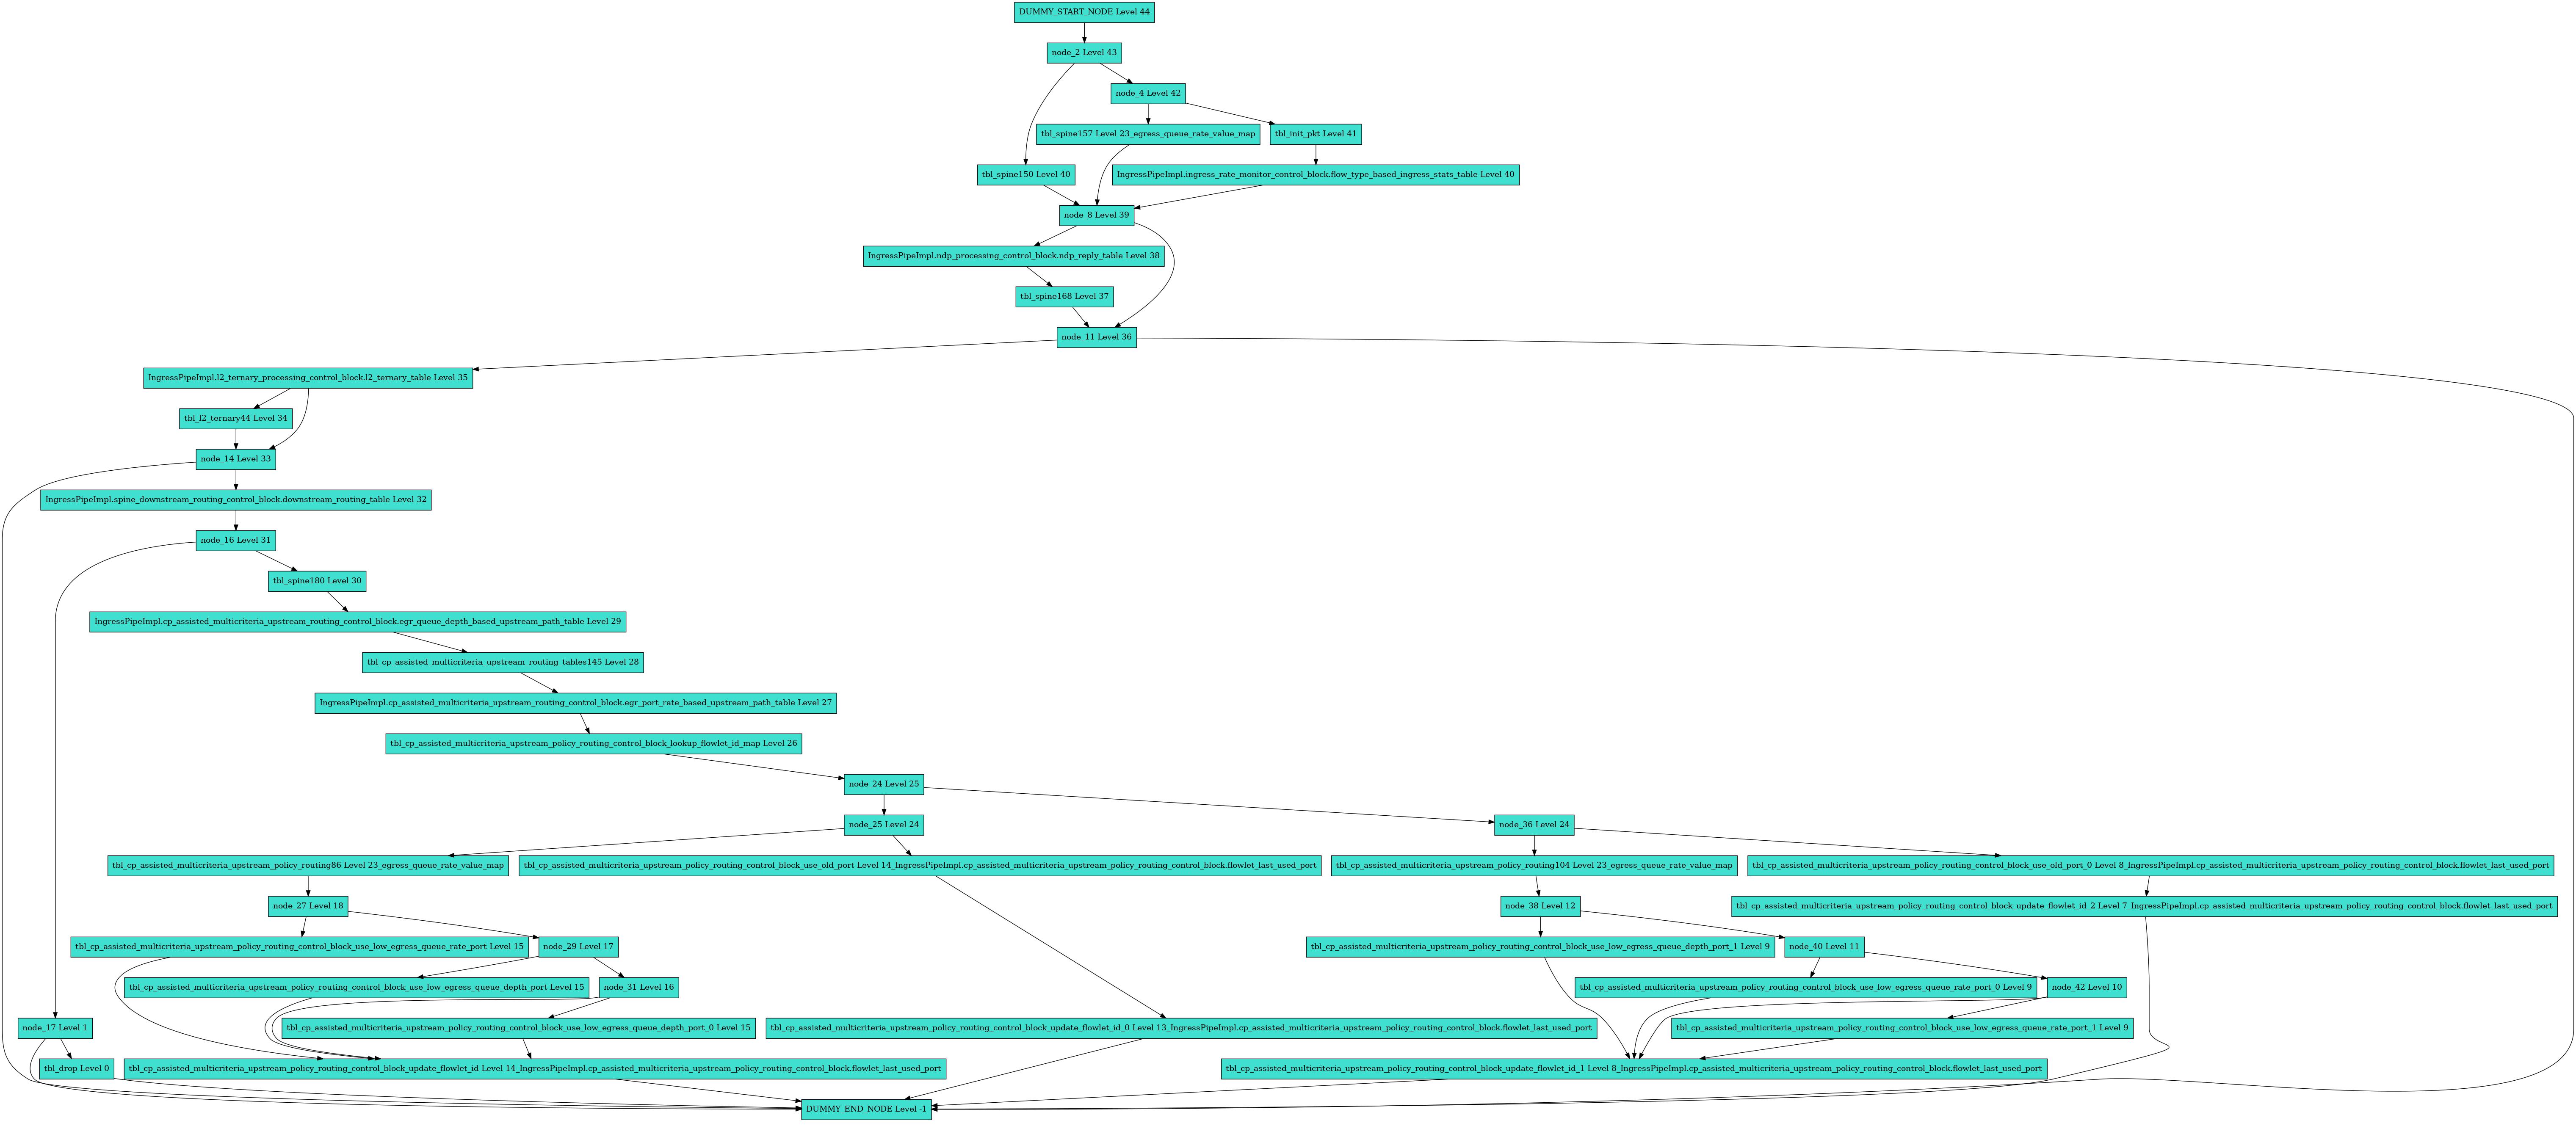 DUMMY_START_NODE Level 44
node_2 Level 43
node_4 Level 42
tbl_spine157 Level 23_egress_queue_rate_value_map
tbl_init_pkt Level 41
tbl_spine150 Level 40
IngressPipeImpl.ingress_rate_monitor_control_block.flow_type_based_ingress_stats_table Level 40
node_8 Level 39
IngressPipeImpl.ndp_processing_control_block.ndp_reply_table Level 38
tbl_spine168 Level 37
node_11 Level 36
IngressPipeImpl.l2_ternary_processing_control_block.l2_ternary_table Level 35
tbl_l2_ternary44 Level 34
node_14 Level 33
IngressPipeImpl.spine_downstream_routing_control_block.downstream_routing_table Level 32
node_16 Level 31
tbl_spine180 Level 30
IngressPipeImpl.cp_assisted_multicriteria_upstream_routing_control_block.egr_queue_depth_based_upstream_path_table Level 29
tbl_cp_assisted_multicriteria_upstream_routing_tables145 Level 28
IngressPipeImpl.cp_assisted_multicriteria_upstream_routing_control_block.egr_port_rate_based_upstream_path_table Level 27
tbl_cp_assisted_multicriteria_upstream_policy_routing_control_block_lookup_flowlet_id_map Level 26
node_24 Level 25
node_25 Level 24
node_36 Level 24
tbl_cp_assisted_multicriteria_upstream_policy_routing86 Level 23_egress_queue_rate_value_map
tbl_cp_assisted_multicriteria_upstream_policy_routing_control_block_use_old_port Level 14_IngressPipeImpl.cp_assisted_multicriteria_upstream_policy_routing_control_block.flowlet_last_used_port
tbl_cp_assisted_multicriteria_upstream_policy_routing104 Level 23_egress_queue_rate_value_map
tbl_cp_assisted_multicriteria_upstream_policy_routing_control_block_use_old_port_0 Level 8_IngressPipeImpl.cp_assisted_multicriteria_upstream_policy_routing_control_block.flowlet_last_used_port
node_27 Level 18
node_38 Level 12
tbl_cp_assisted_multicriteria_upstream_policy_routing_control_block_update_flowlet_id_2 Level 7_IngressPipeImpl.cp_assisted_multicriteria_upstream_policy_routing_control_block.flowlet_last_used_port
tbl_cp_assisted_multicriteria_upstream_policy_routing_control_block_use_low_egress_queue_rate_port Level 15
node_29 Level 17
tbl_cp_assisted_multicriteria_upstream_policy_routing_control_block_use_low_egress_queue_depth_port_1 Level 9
node_40 Level 11
tbl_cp_assisted_multicriteria_upstream_policy_routing_control_block_use_low_egress_queue_depth_port Level 15
node_31 Level 16
tbl_cp_assisted_multicriteria_upstream_policy_routing_control_block_use_low_egress_queue_rate_port_0 Level 9
node_42 Level 10
node_17 Level 1
tbl_cp_assisted_multicriteria_upstream_policy_routing_control_block_use_low_egress_queue_depth_port_0 Level 15
tbl_cp_assisted_multicriteria_upstream_policy_routing_control_block_update_flowlet_id_0 Level 13_IngressPipeImpl.cp_assisted_multicriteria_upstream_policy_routing_control_block.flowlet_last_used_port
tbl_cp_assisted_multicriteria_upstream_policy_routing_control_block_use_low_egress_queue_rate_port_1 Level 9
tbl_drop Level 0
tbl_cp_assisted_multicriteria_upstream_policy_routing_control_block_update_flowlet_id Level 14_IngressPipeImpl.cp_assisted_multicriteria_upstream_policy_routing_control_block.flowlet_last_used_port
tbl_cp_assisted_multicriteria_upstream_policy_routing_control_block_update_flowlet_id_1 Level 8_IngressPipeImpl.cp_assisted_multicriteria_upstream_policy_routing_control_block.flowlet_last_used_port
DUMMY_END_NODE Level -1